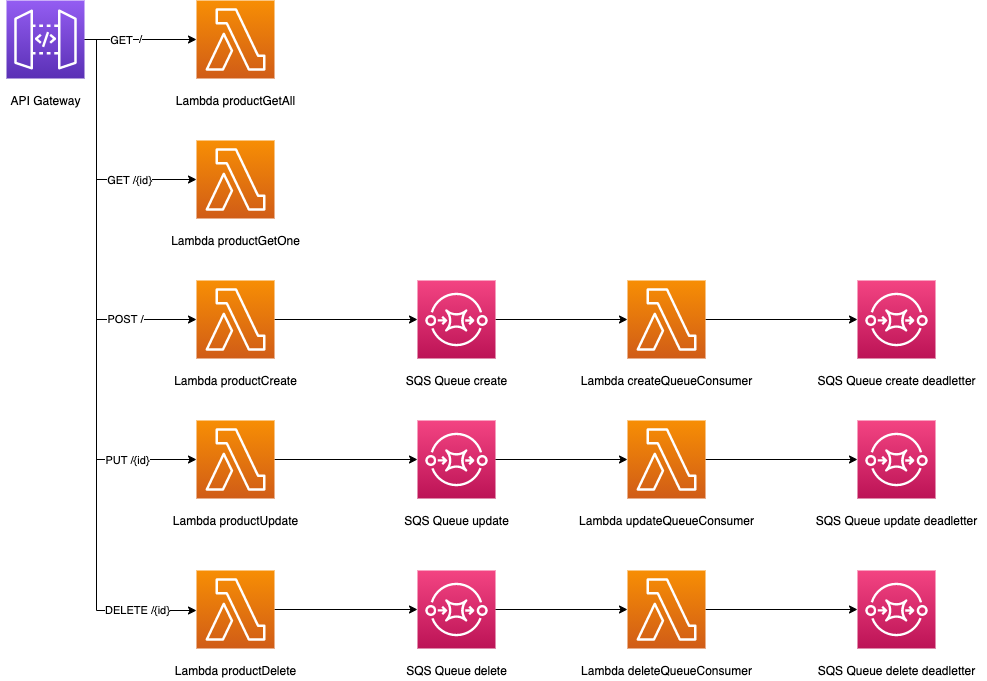 GET /
API Gateway
Lambda productGetAll
GET /{id}
Lambda productGetOne
POST /
Lambda productCreate
SQS Queue create
Lambda createQueueConsumer
SQS Queue create deadletter
PUT /{id}
Lambda productUpdate
SQS Queue update
Lambda updateQueueConsumer
SQS Queue update deadletter
DELETE /{id}
Lambda productDelete
SQS Queue delete
Lambda deleteQueueConsumer
SQS Queue delete deadletter